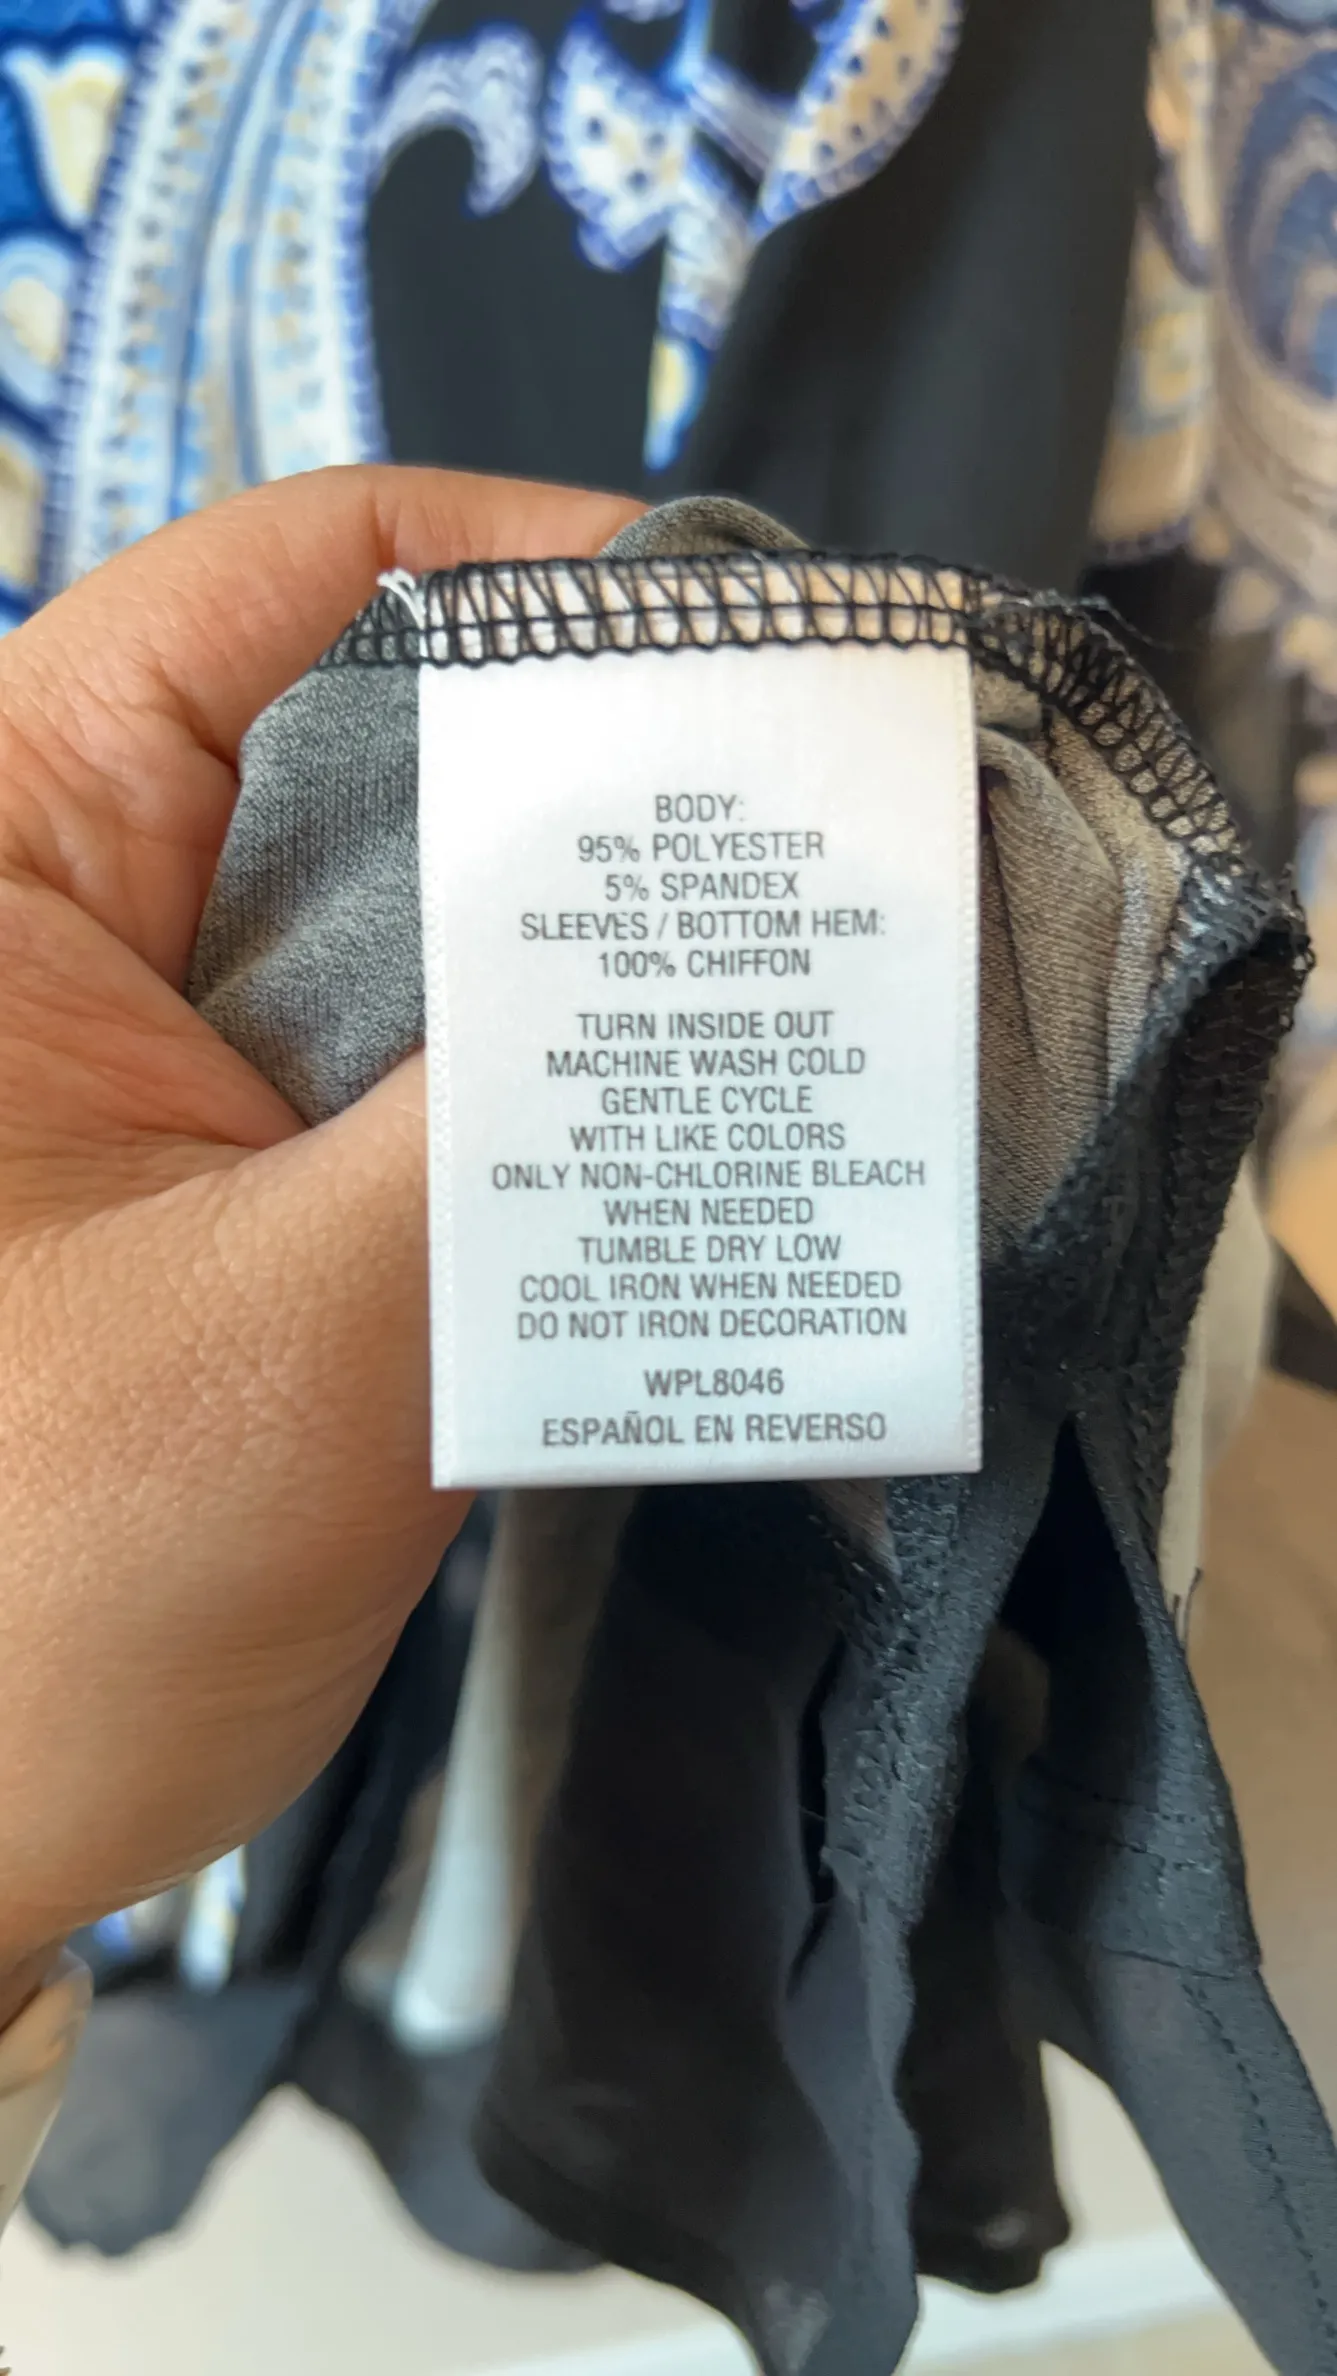 BODY:
95% POLYESTER
5% SPANDEX
SLEEVES / BOTTOM HEM:
100% CHIFFON
TURN INSIDE OUT
MACHINE WASH COLD
GENTLE CYCLE
WITH LIKE COLORS
ONLY NON-CHLORINE BLEACH
WHEN NEEDED
TUMBLE DRY LOW
COOL IRON WHEN NEEDED
DO NOT IRON DECORATION
WPL8046
ESPAÑOL EN REVERSO